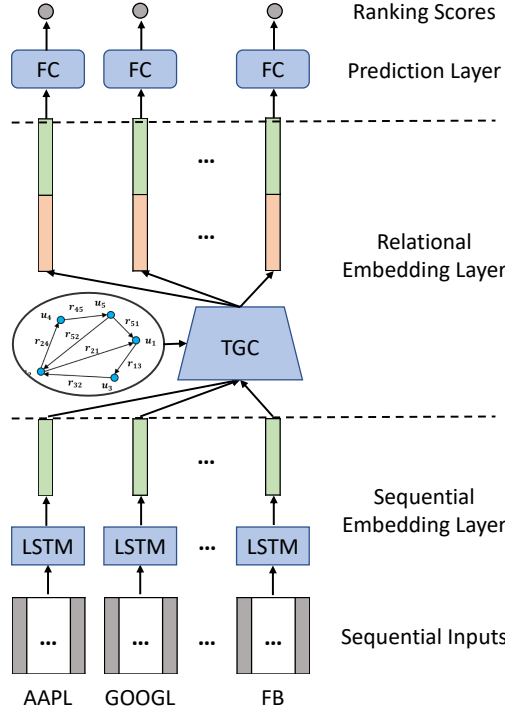 Ranking Scores
FC FC FC
Prediction Layer
...
...
Relational
Embedding Layer
r45 u5
u4 r51
r24 r52 u1
r21
r13
r32 u3
TGC
...
Sequential
Embedding Layer
LSTM LSTM ... LSTM
... ... ... ...
Sequential Inputs
AAPL GOOGL FB